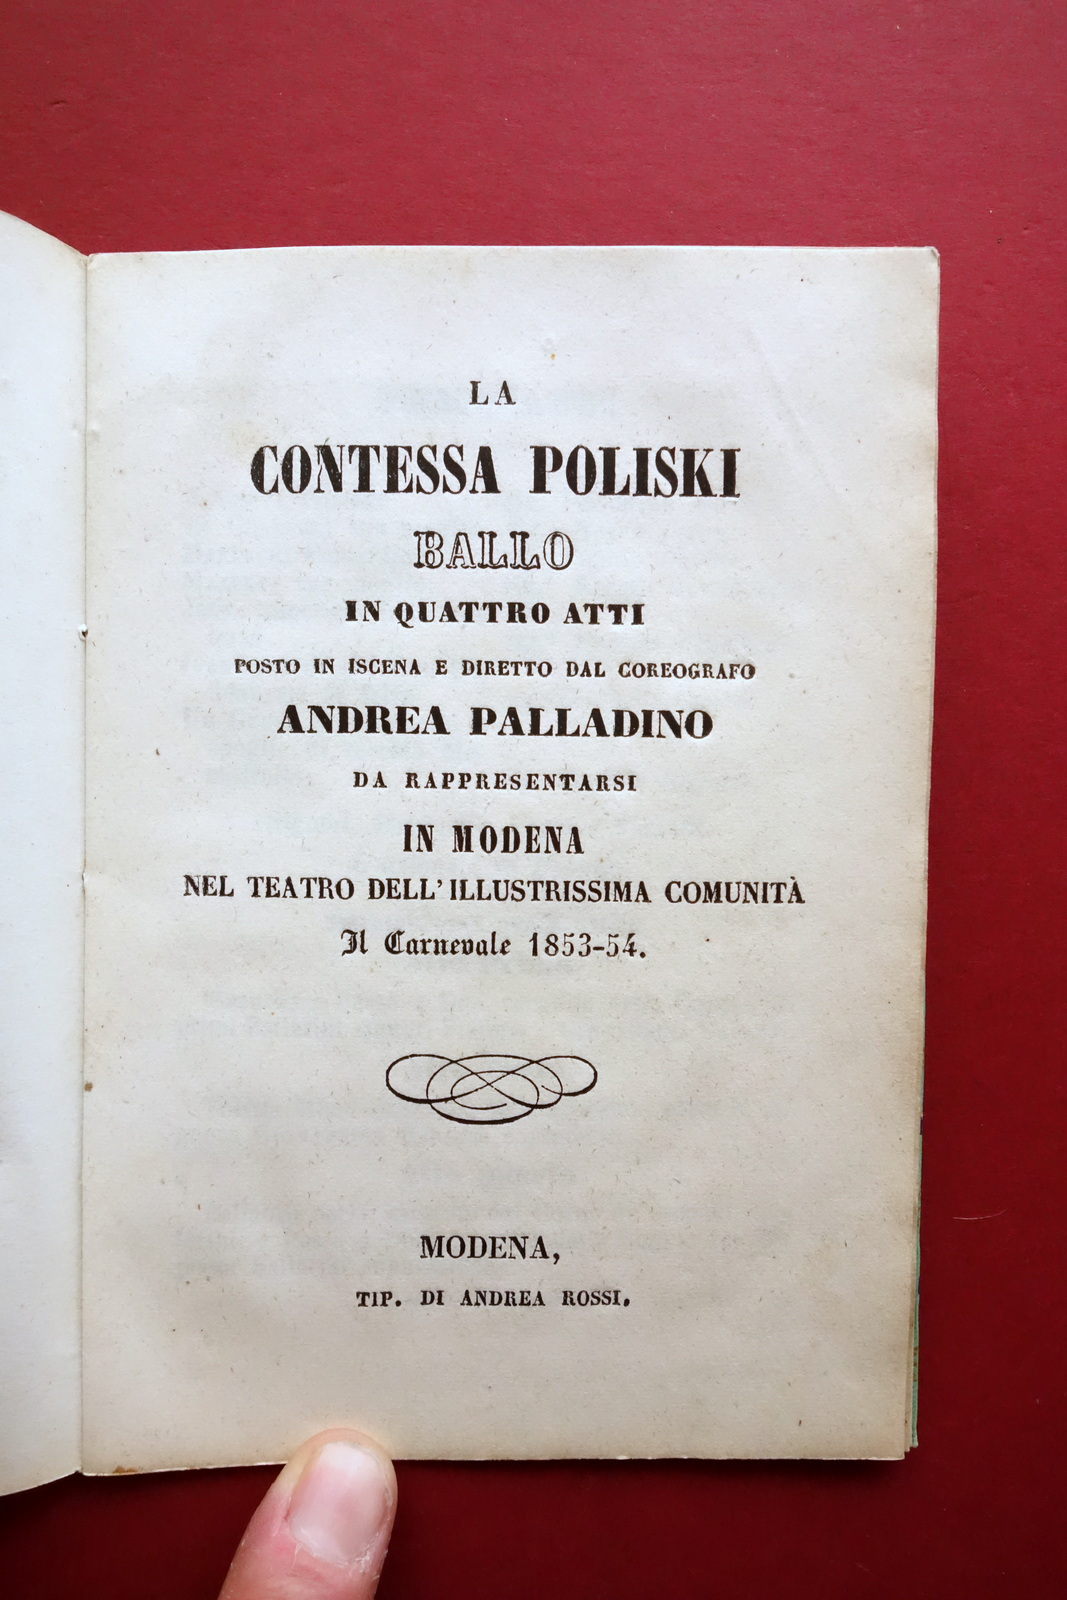 LA
CONTESSA POLISKI
BALLO
IN QUATTRO ATTI
POSTO IN ISCENA E DIRETTO DAL COREOGRAFO
ANDREA PALLADINO
DA RAPPRESENTARSI
IN MODENA
NEL TEATRO DELL'ILLUSTRISSIMA COMUNITÀ
Il Carnevale 1853-54.
MODENA,
TIP. DI ANDREA ROSSI.